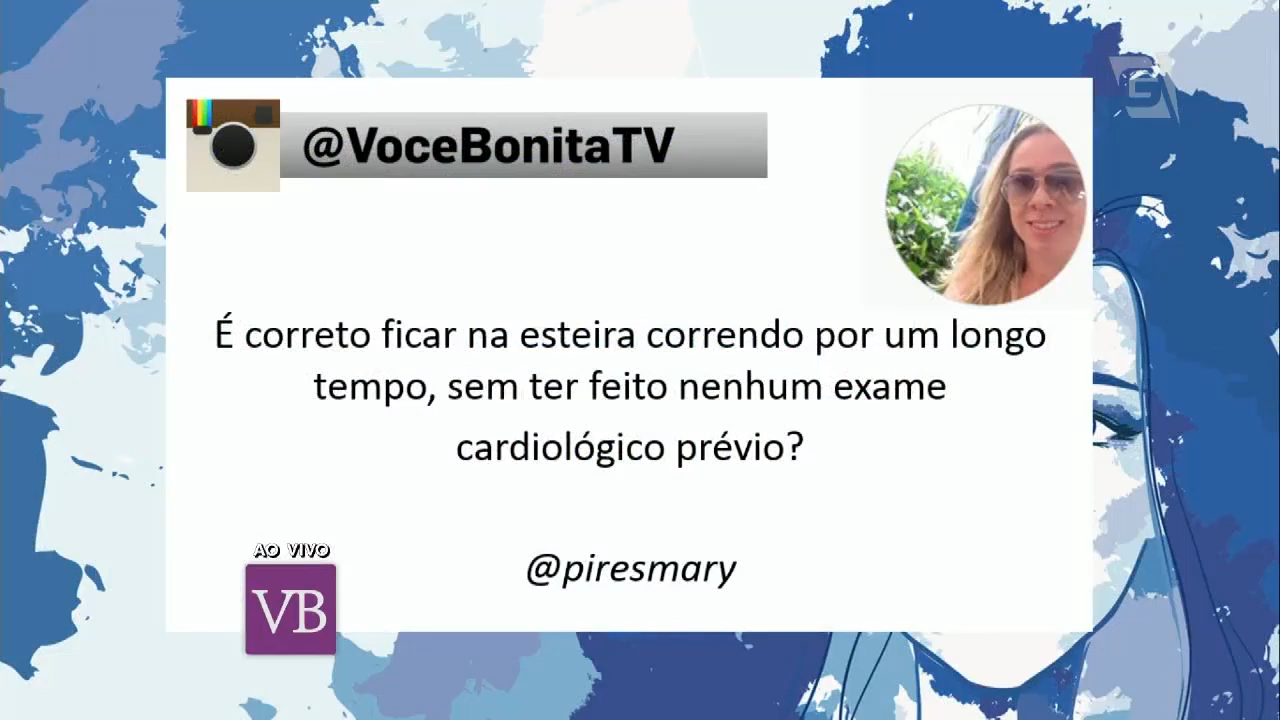 @VoceBonitaTV
É correto ficar na esteira correndo por um longo
tempo, sem ter feito nenhum exame
cardiológico prévio?
@piresmary
AO VIVO
VB